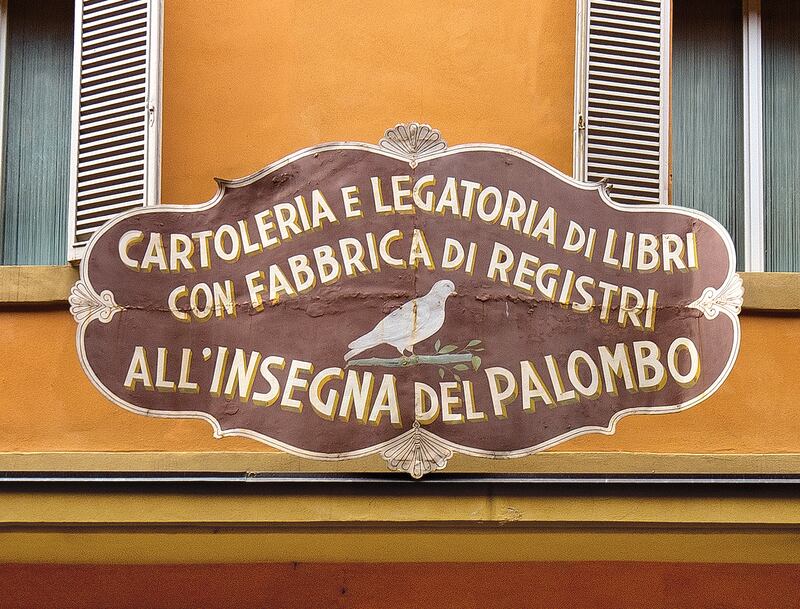 CARTOLERIA E LEGATORIA DI LIBRI
CON FABBRICA DI REGISTRI
ALL'INSEGNA DEL PALOMBO